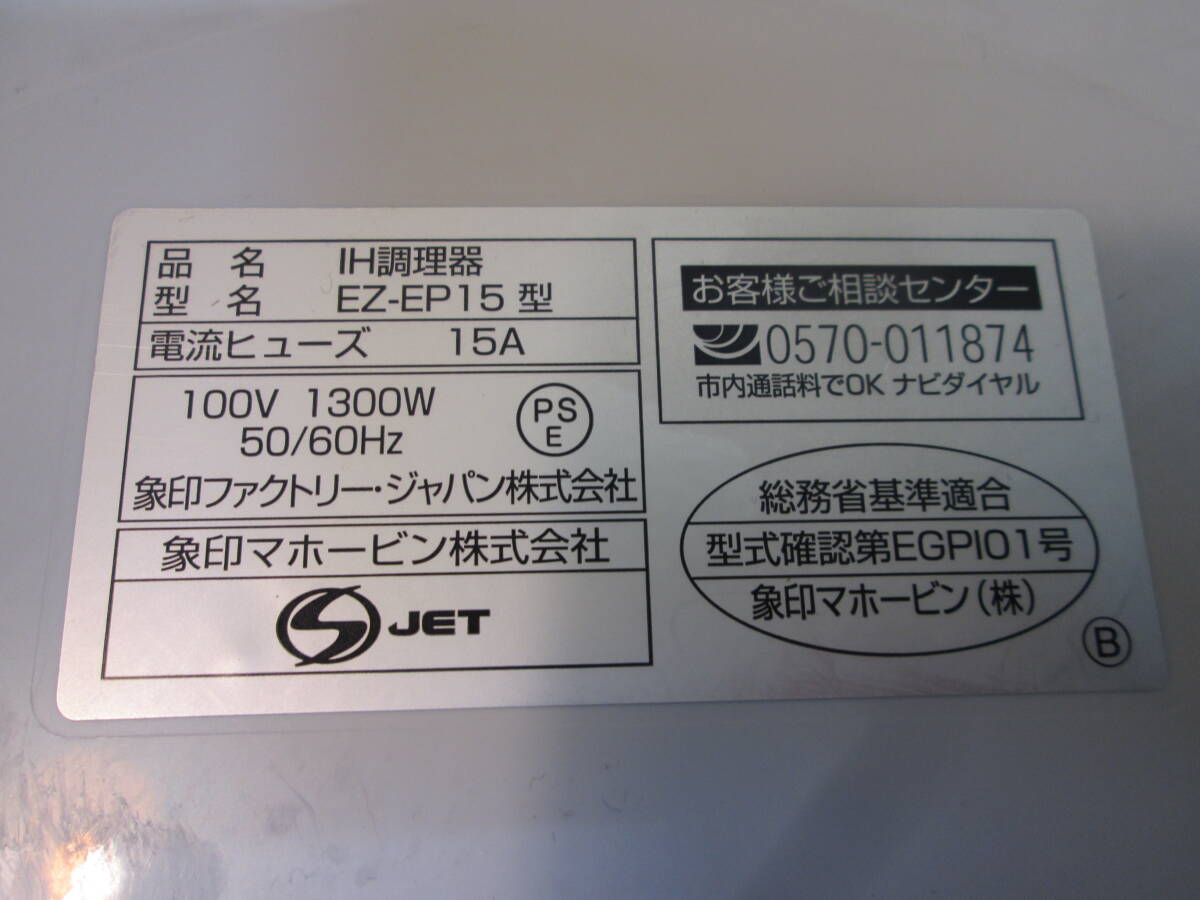 品 名 IH調理器
型 名 EZ-EP15 型
電流ヒューズ 15A
100V 1300W
50/60Hz
PS
E
象印ファクトリー・ジャパン株式会社
象印マホービン株式会社
S JET
お客様ご相談センター
0570-011874
市内通話料でOK ナビダイヤル
総務省基準適合
型式確認第EGPI01号
象印マホービン(株)
B